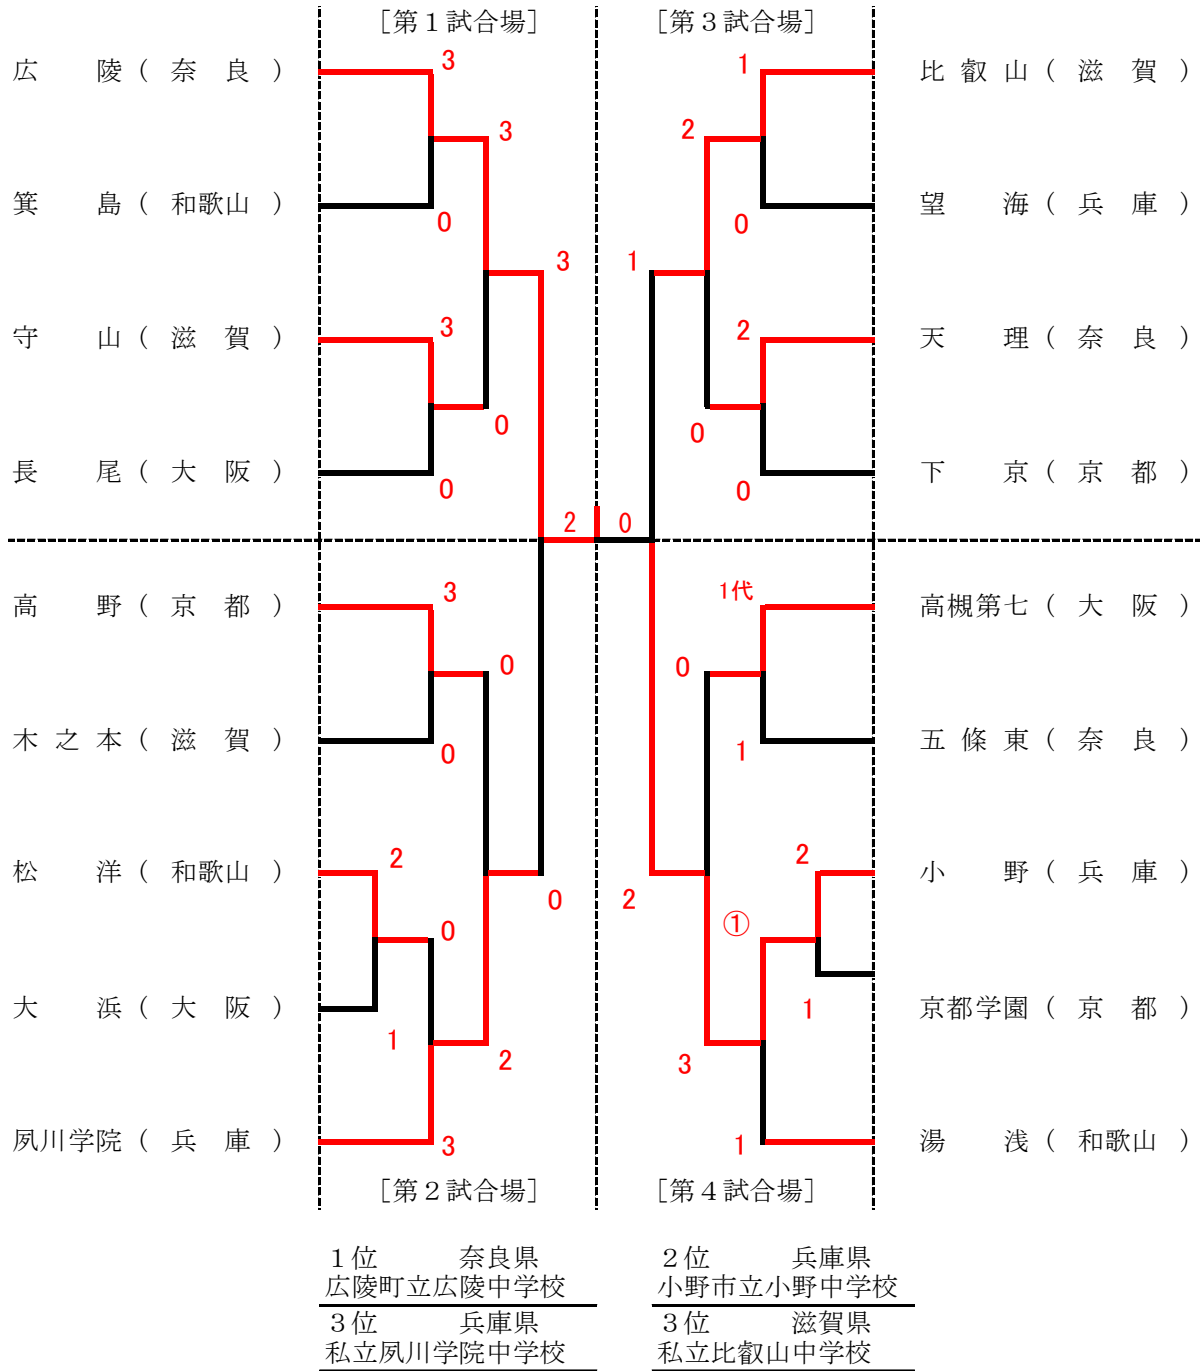 ［第１試合場］　［第３試合場］
広　陵（奈　良）　3　1　比叡山（滋　賀）
3　2
箕　島（和歌山）　0　0　望　海（兵　庫）
3　1
守　山（滋　賀）　3　2　天　理（奈　良）
0　0
長　尾（大　阪）　0　0　下　京（京　都）
2　0
高　野（京　都）　3　1代　高槻第七（大　阪）
0　0
木之本（滋　賀）　0　1　五條東（奈　良）
松　洋（和歌山）　2　2　小　野（兵　庫）
0　2
0　①
大　浜（大　阪）　1　1　京都学園（京　都）
2　3
夙川学院（兵　庫）　3　1　湯　浅（和歌山）
［第２試合場］　［第４試合場］
１位　奈良県　２位　兵庫県
広陵町立広陵中学校　小野市立小野中学校
３位　兵庫県　３位　滋賀県
私立夙川学院中学校　私立比叡山中学校